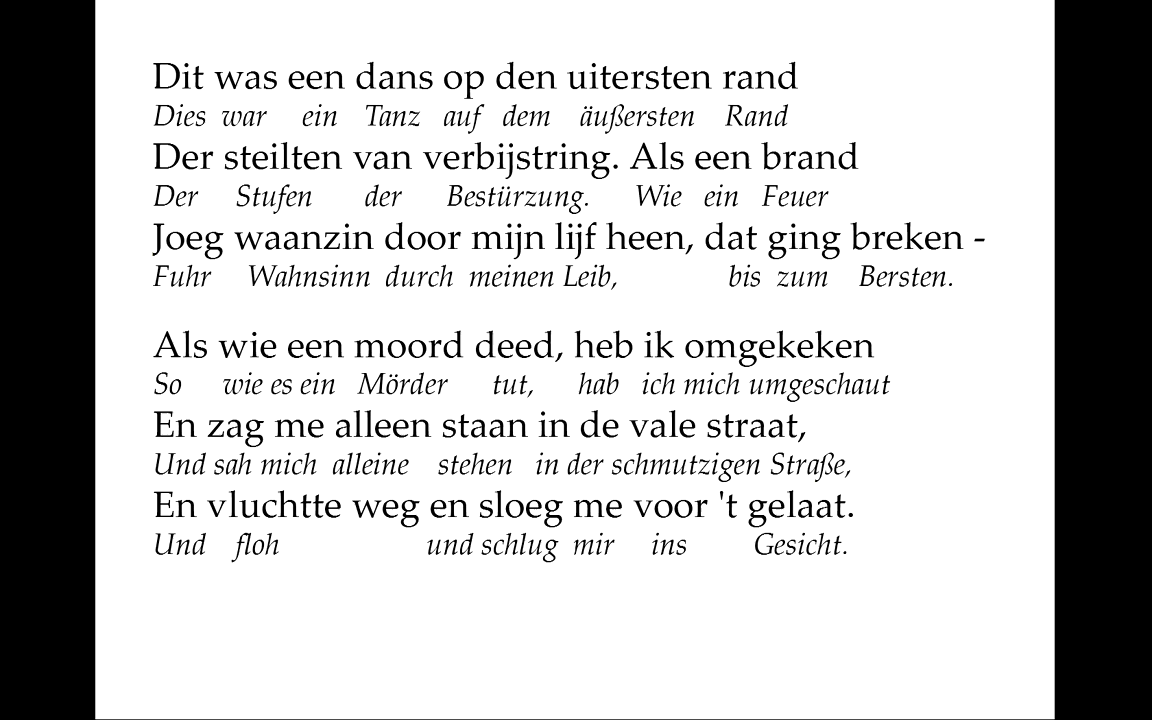 Dit was een dans op den uitersten rand
Dies war ein Tanz auf dem äußersten Rand
Der steilten van verbijstring. Als een brand
Der Stufen der Bestürzung. Wie ein Feuer
Joeg waanzin door mijn lijf heen, dat ging breken -
Fuhr Wahnsinn durch meinen Leib, bis zum Bersten.
Als wie een moord deed, heb ik omgekeken
So wie es ein Mörder tut, hab ich mich umgeschaut
En zag me alleen staan in de vale straat,
Und sah mich alleine stehen in der schmutzigen Straße,
En vluchtte weg en sloeg me voor 't gelaat.
Und floh und schlug mir ins Gesicht.